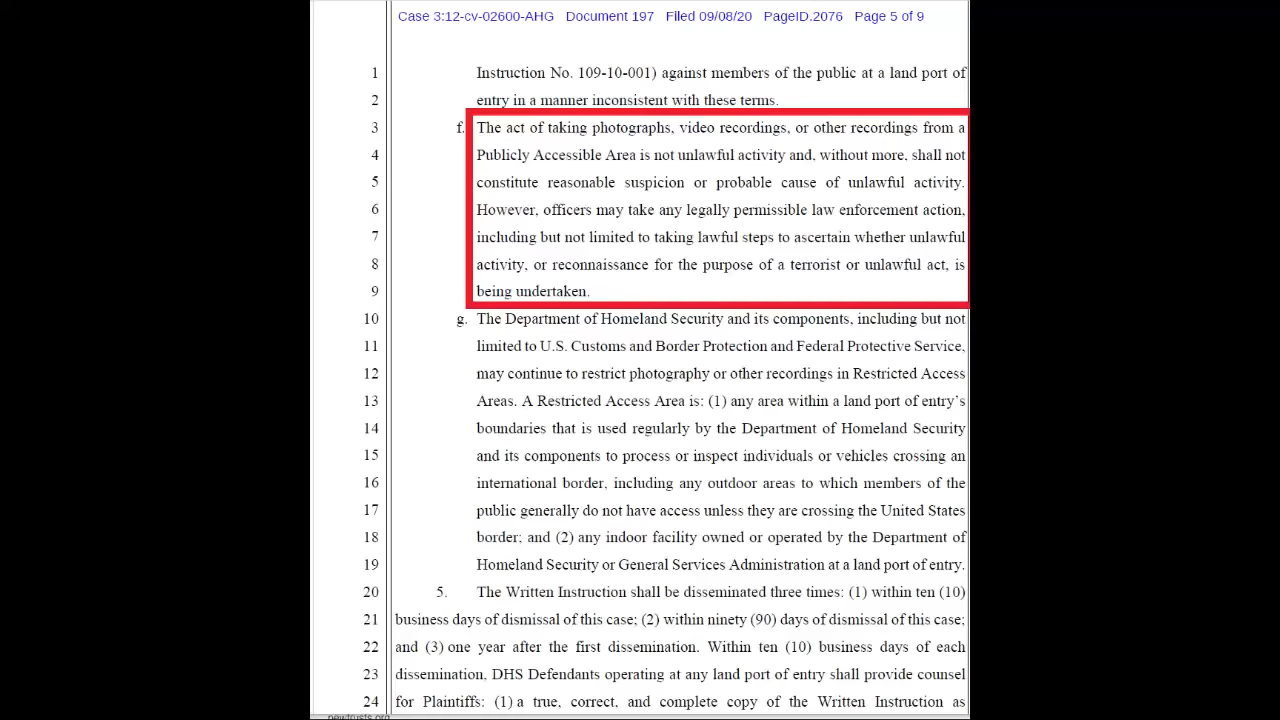 Case 3:12-cv-02600-AHG Document 197 Filed 09/08/20 PageID.2076 Page 5 of 9
1 Instruction No. 109-10-001) against members of the public at a land port of
2 entry in a manner inconsistent with these terms.
3 f. The act of taking photographs, video recordings, or other recordings from a
4 Publicly Accessible Area is not unlawful activity and, without more, shall not
5 constitute reasonable suspicion or probable cause of unlawful activity.
6 However, officers may take any legally permissible law enforcement action,
7 including but not limited to taking lawful steps to ascertain whether unlawful
8 activity, or reconnaissance for the purpose of a terrorist or unlawful act, is
9 being undertaken.
10 g. The Department of Homeland Security and its components, including but not
11 limited to U.S. Customs and Border Protection and Federal Protective Service,
12 may continue to restrict photography or other recordings in Restricted Access
13 Areas. A Restricted Access Area is: (1) any area within a land port of entry’s
14 boundaries that is used regularly by the Department of Homeland Security
15 and its components to process or inspect individuals or vehicles crossing an
16 international border, including any outdoor areas to which members of the
17 public generally do not have access unless they are crossing the United States
18 border; and (2) any indoor facility owned or operated by the Department of
19 Homeland Security or General Services Administration at a land port of entry.
20 5. The Written Instruction shall be disseminated three times: (1) within ten (10)
21 business days of dismissal of this case; (2) within ninety (90) days of dismissal of this case;
22 and (3) one year after the first dissemination. Within ten (10) business days of each
23 dissemination, DHS Defendants operating at any land port of entry shall provide counsel
24 for Plaintiffs: (1) a true, correct, and complete copy of the Written Instruction as
newtrusts.org